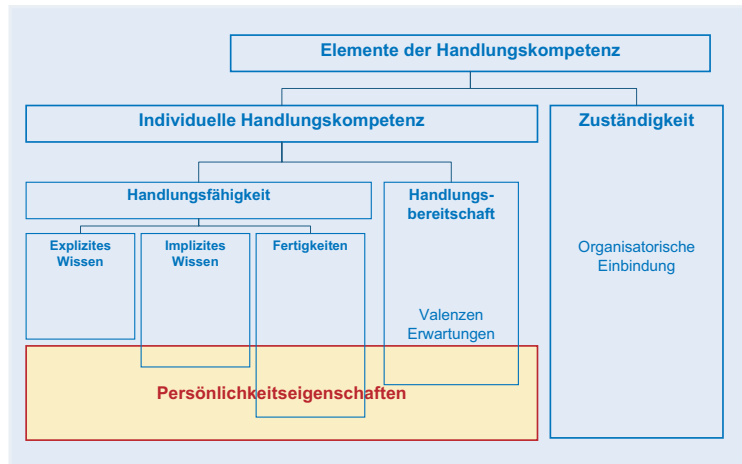 Elemente der Handlungskompetenz
Individuelle Handlungskompetenz
Zuständigkeit
Handlungsfähigkeit
Handlungs-
bereitschaft
Explizites
Wissen
Implizites
Wissen
Fertigkeiten
Organisatorische
Einbindung
Valenzen
Erwartungen
Persönlichkeitseigenschaften